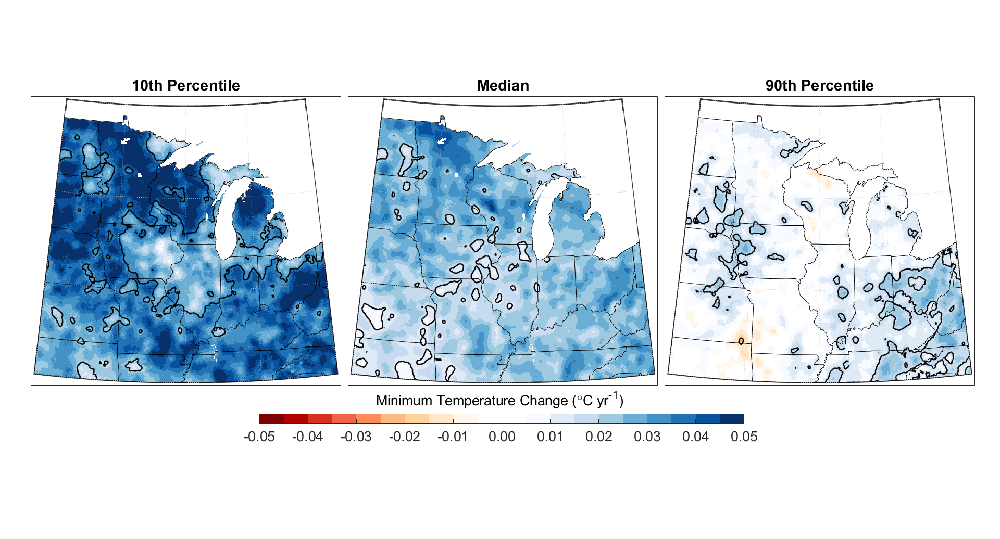 10th Percentile Median 90th Percentile
Minimum Temperature Change (°C yr⁻¹)
-0.05 -0.04 -0.03 -0.02 -0.01 0.00 0.01 0.02 0.03 0.04 0.05